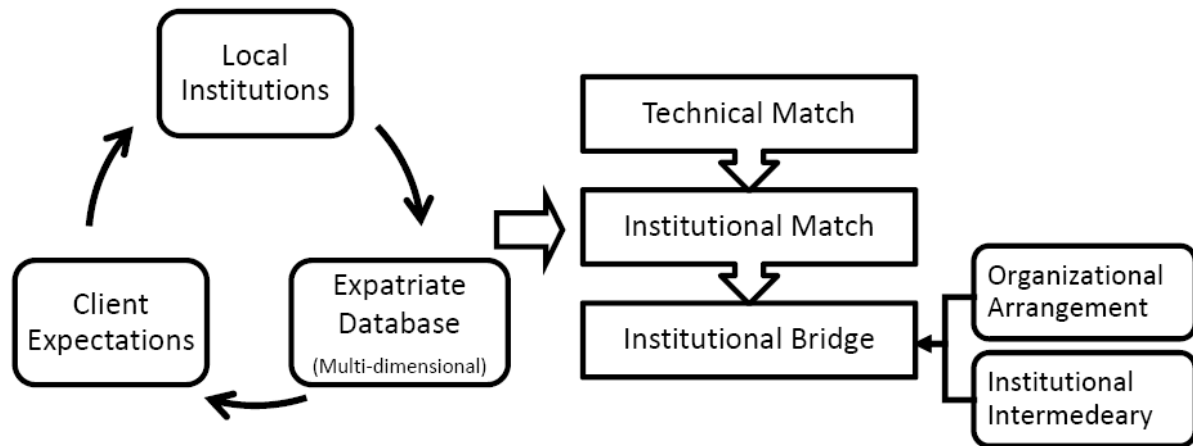 Local
Institutions
Client
Expectations
Expatriate
Database
(Multi-dimensional)
Technical Match
Institutional Match
Institutional Bridge
Organizational
Arrangement
Institutional
Intermedeary